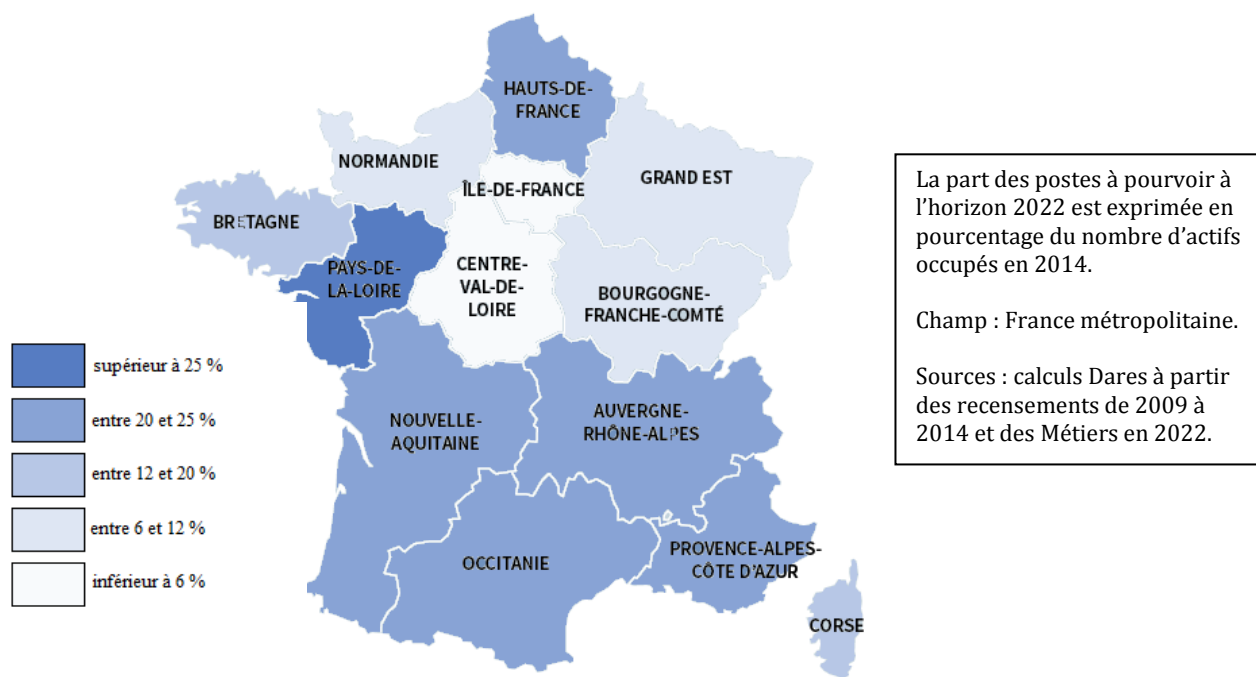 HAUTS-DE-
FRANCE
NORMANDIE
ÎLE-DE-FRANCE
GRAND EST
BRETAGNE
PAYS-DE-
LA-LOIRE
CENTRE-
VAL-DE-
LOIRE
BOURGOGNE-
FRANCHE-COMTÉ
NOUVELLE-
AQUITAINE
AUVERGNE-
RHÔNE-ALPES
OCCITANIE
PROVENCE-ALPES-
CÔTE D'AZUR
CORSE
supérieur à 25 %
entre 20 et 25 %
entre 12 et 20 %
entre 6 et 12 %
inférieur à 6 %
La part des postes à pourvoir à
l'horizon 2022 est exprimée en
pourcentage du nombre d'actifs
occupés en 2014.
Champ : France métropolitaine.
Sources : calculs Dares à partir
des recensements de 2009 à
2014 et des Métiers en 2022.